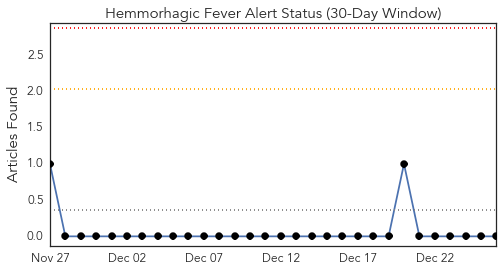 Hemmorhagic Fever Alert Status (30-Day Window)
Articles Found
2.5
2.0
1.5
1.0
0.5
0.0
Nov 27 Dec 02 Dec 07 Dec 12 Dec 17 Dec 22